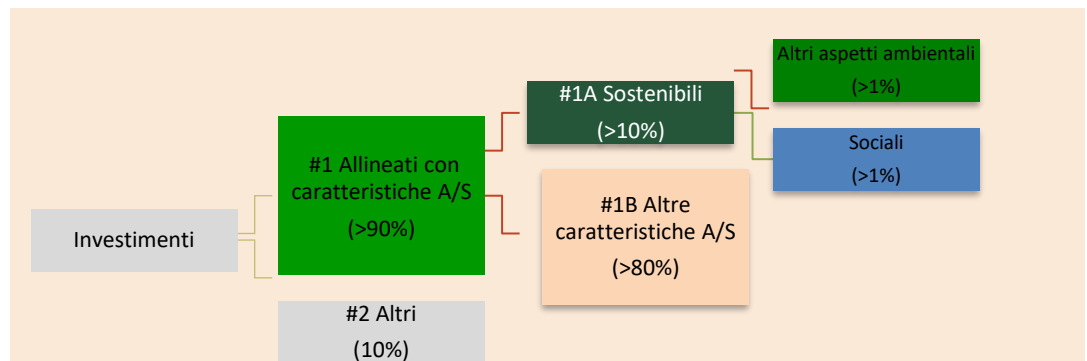 Investimenti
#1 Allineati con
caratteristiche A/S
(>90%)
#2 Altri
(10%)
#1A Sostenibili
(>10%)
#1B Altre
caratteristiche A/S
(>80%)
Altri aspetti ambientali
(>1%)
Sociali
(>1%)